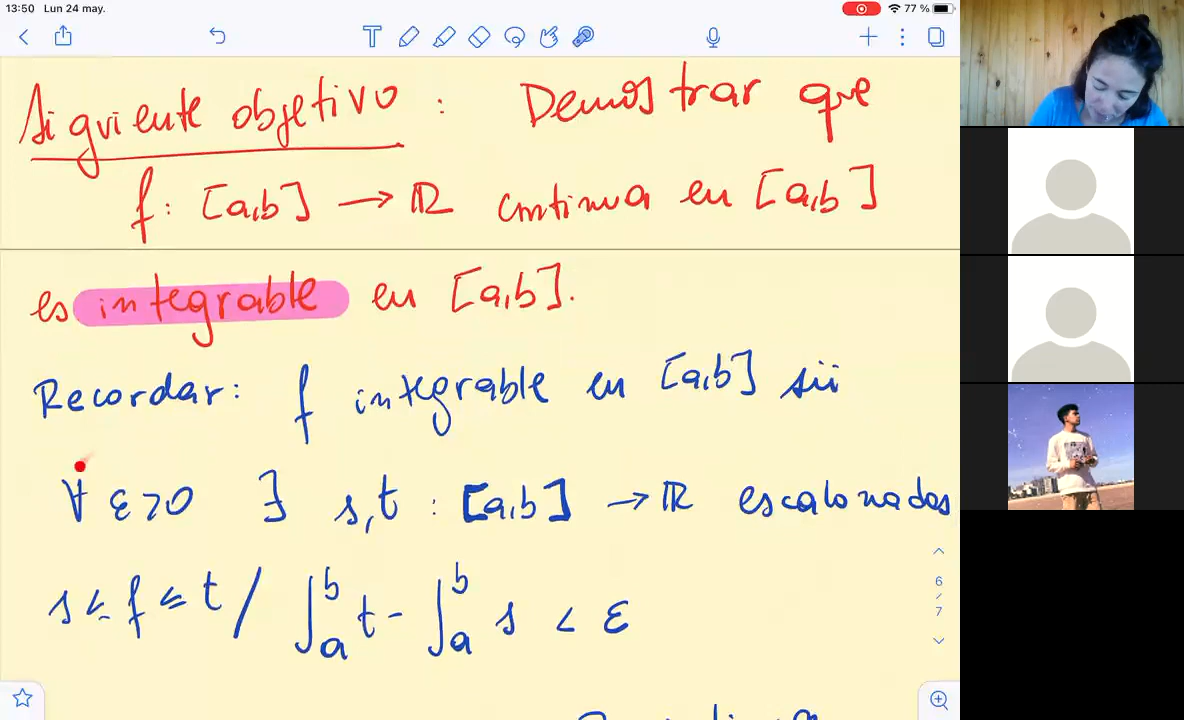 13:50 Lun 24 may.
77 %
Siguiente objetivo : Demostrar que
f: [a,b] → ℝ continua en [a,b]
es integrable en [a,b].
Recordar: f integrable en [a,b] sii
∀ ε>0 ∃ s,t : [a,b] → ℝ escalonadas
s ≤ f ≤ t / ∫ₐᵇ t - ∫ₐᵇ s < ε
6
/
7